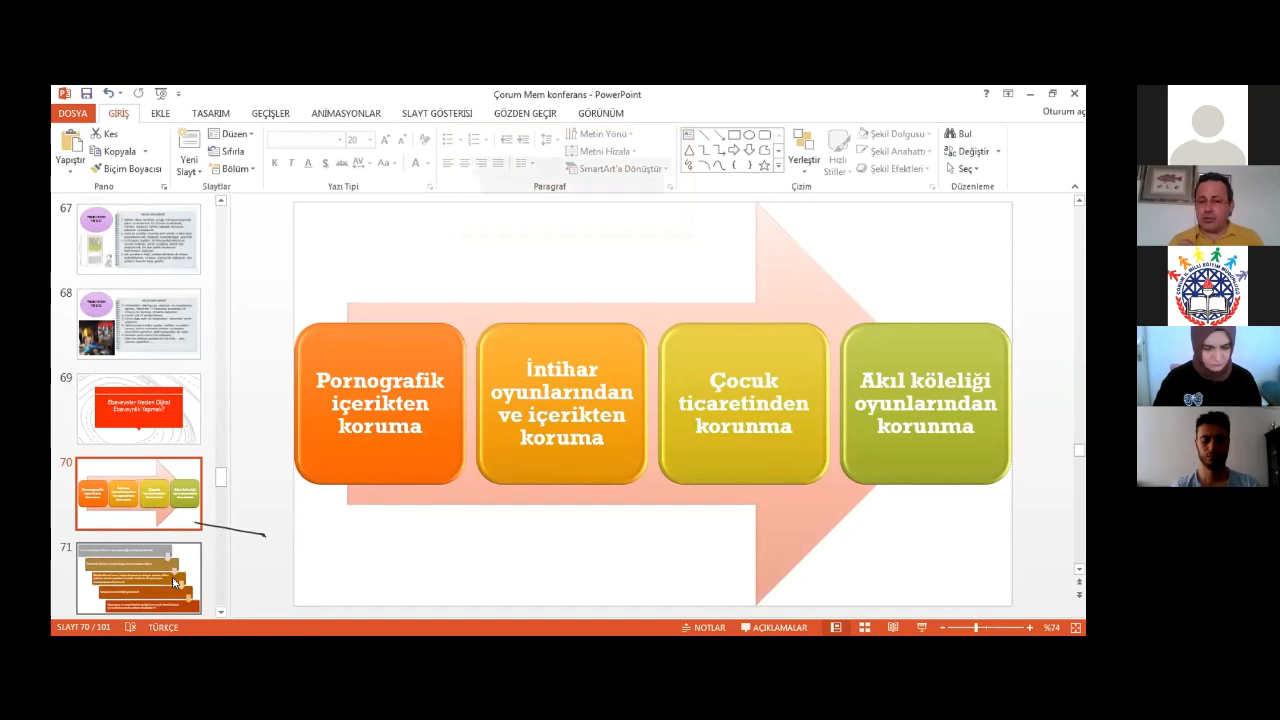 Çorum Mem konferans - PowerPoint
DOSYA GİRİŞ EKLE TASARIM GEÇİŞLER ANİMASYONLAR SLAYT GÖSTERİSİ GÖZDEN GEÇİR GÖRÜNÜM Oturum aç
Yapıştır
Kes
Kopyala
Biçim Boyacısı
Pano
Yeni
Slayt
Düzen
Sıfırla
Bölüm
Slaytlar
20
K T A S abc AV Aa A
Yazı Tipi
Metin Yönü
Metni Hizala
SmartArt'a Dönüştür
Paragraf
Yerleştir
Hızlı
Stiller
Şekil Dolgusu
Şekil Anahattı
Şekil Efektleri
Çizim
Bul
Değiştir
Seç
Düzenleme
67
68
69
Ebeveynler Neden Dijital
Ebeveynlik Yapmalı?
70
71
Pornografik
içerikten
koruma
İntihar
oyunlarından
ve içerikten
koruma
Çocuk
ticaretinden
korunma
Akıl köleliği
oyunlarından
korunma
SLAYT 70 / 101 TÜRKÇE NOTLAR AÇIKLAMALAR %74